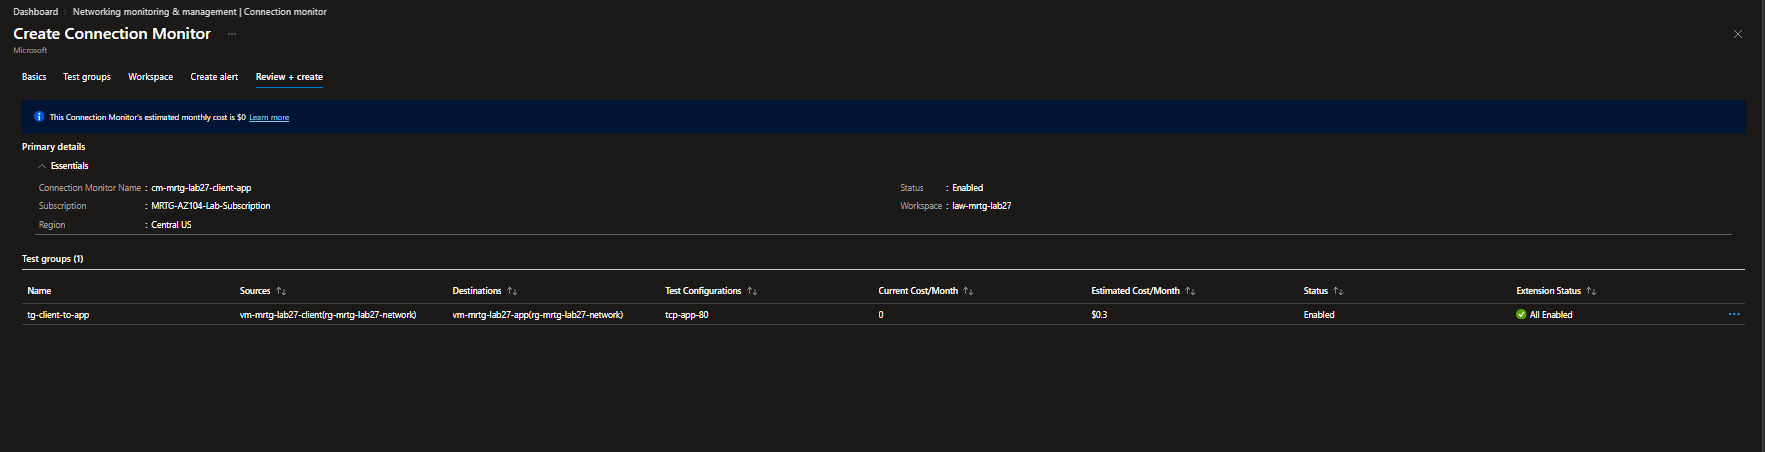 Dashboard > Networking monitoring & management | Connection monitor
Create Connection Monitor ...
Microsoft
Basics Test groups Workspace Create alert Review + create
This Connection Monitor's estimated monthly cost is $0 Learn more
Primary details
Essentials
Connection Monitor Name : cm-mrtg-lab27-client-app Status : Enabled
Subscription : MRTG-AZ104-Lab-Subscription Workspace : law-mrtg-lab27
Region : Central US
Test groups (1)
Name Sources ↑↓ Destinations ↑↓ Test Configurations ↑↓ Current Cost/Month ↑↓ Estimated Cost/Month ↑↓ Status ↑↓ Extension Status ↑↓
tg-client-to-app vm-mrtg-lab27-client(rg-mrtg-lab27-network) vm-mrtg-lab27-app(rg-mrtg-lab27-network) tcp-app-80 0 $0.3 Enabled All Enabled ...